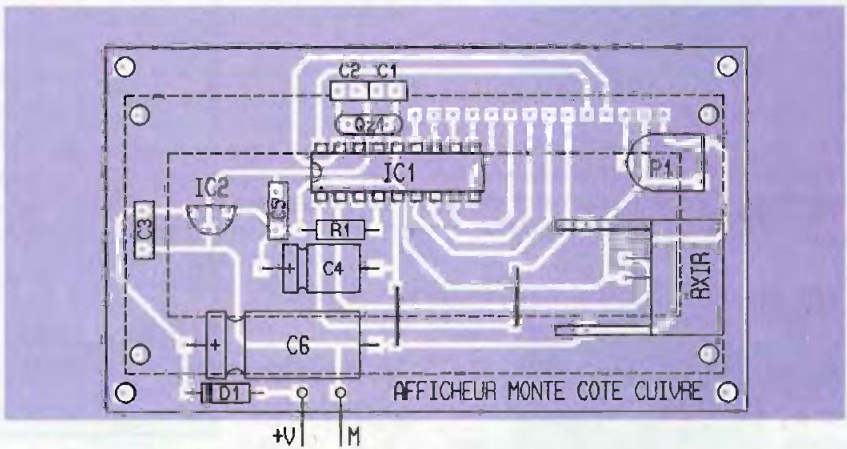 C2 C1
Qz1
IC1
P1
IC2
C5
C3
R1
+ C4
RXIR
+ C6
D1
AFFICHEUR MONTE COTE CUIVRE
+V M